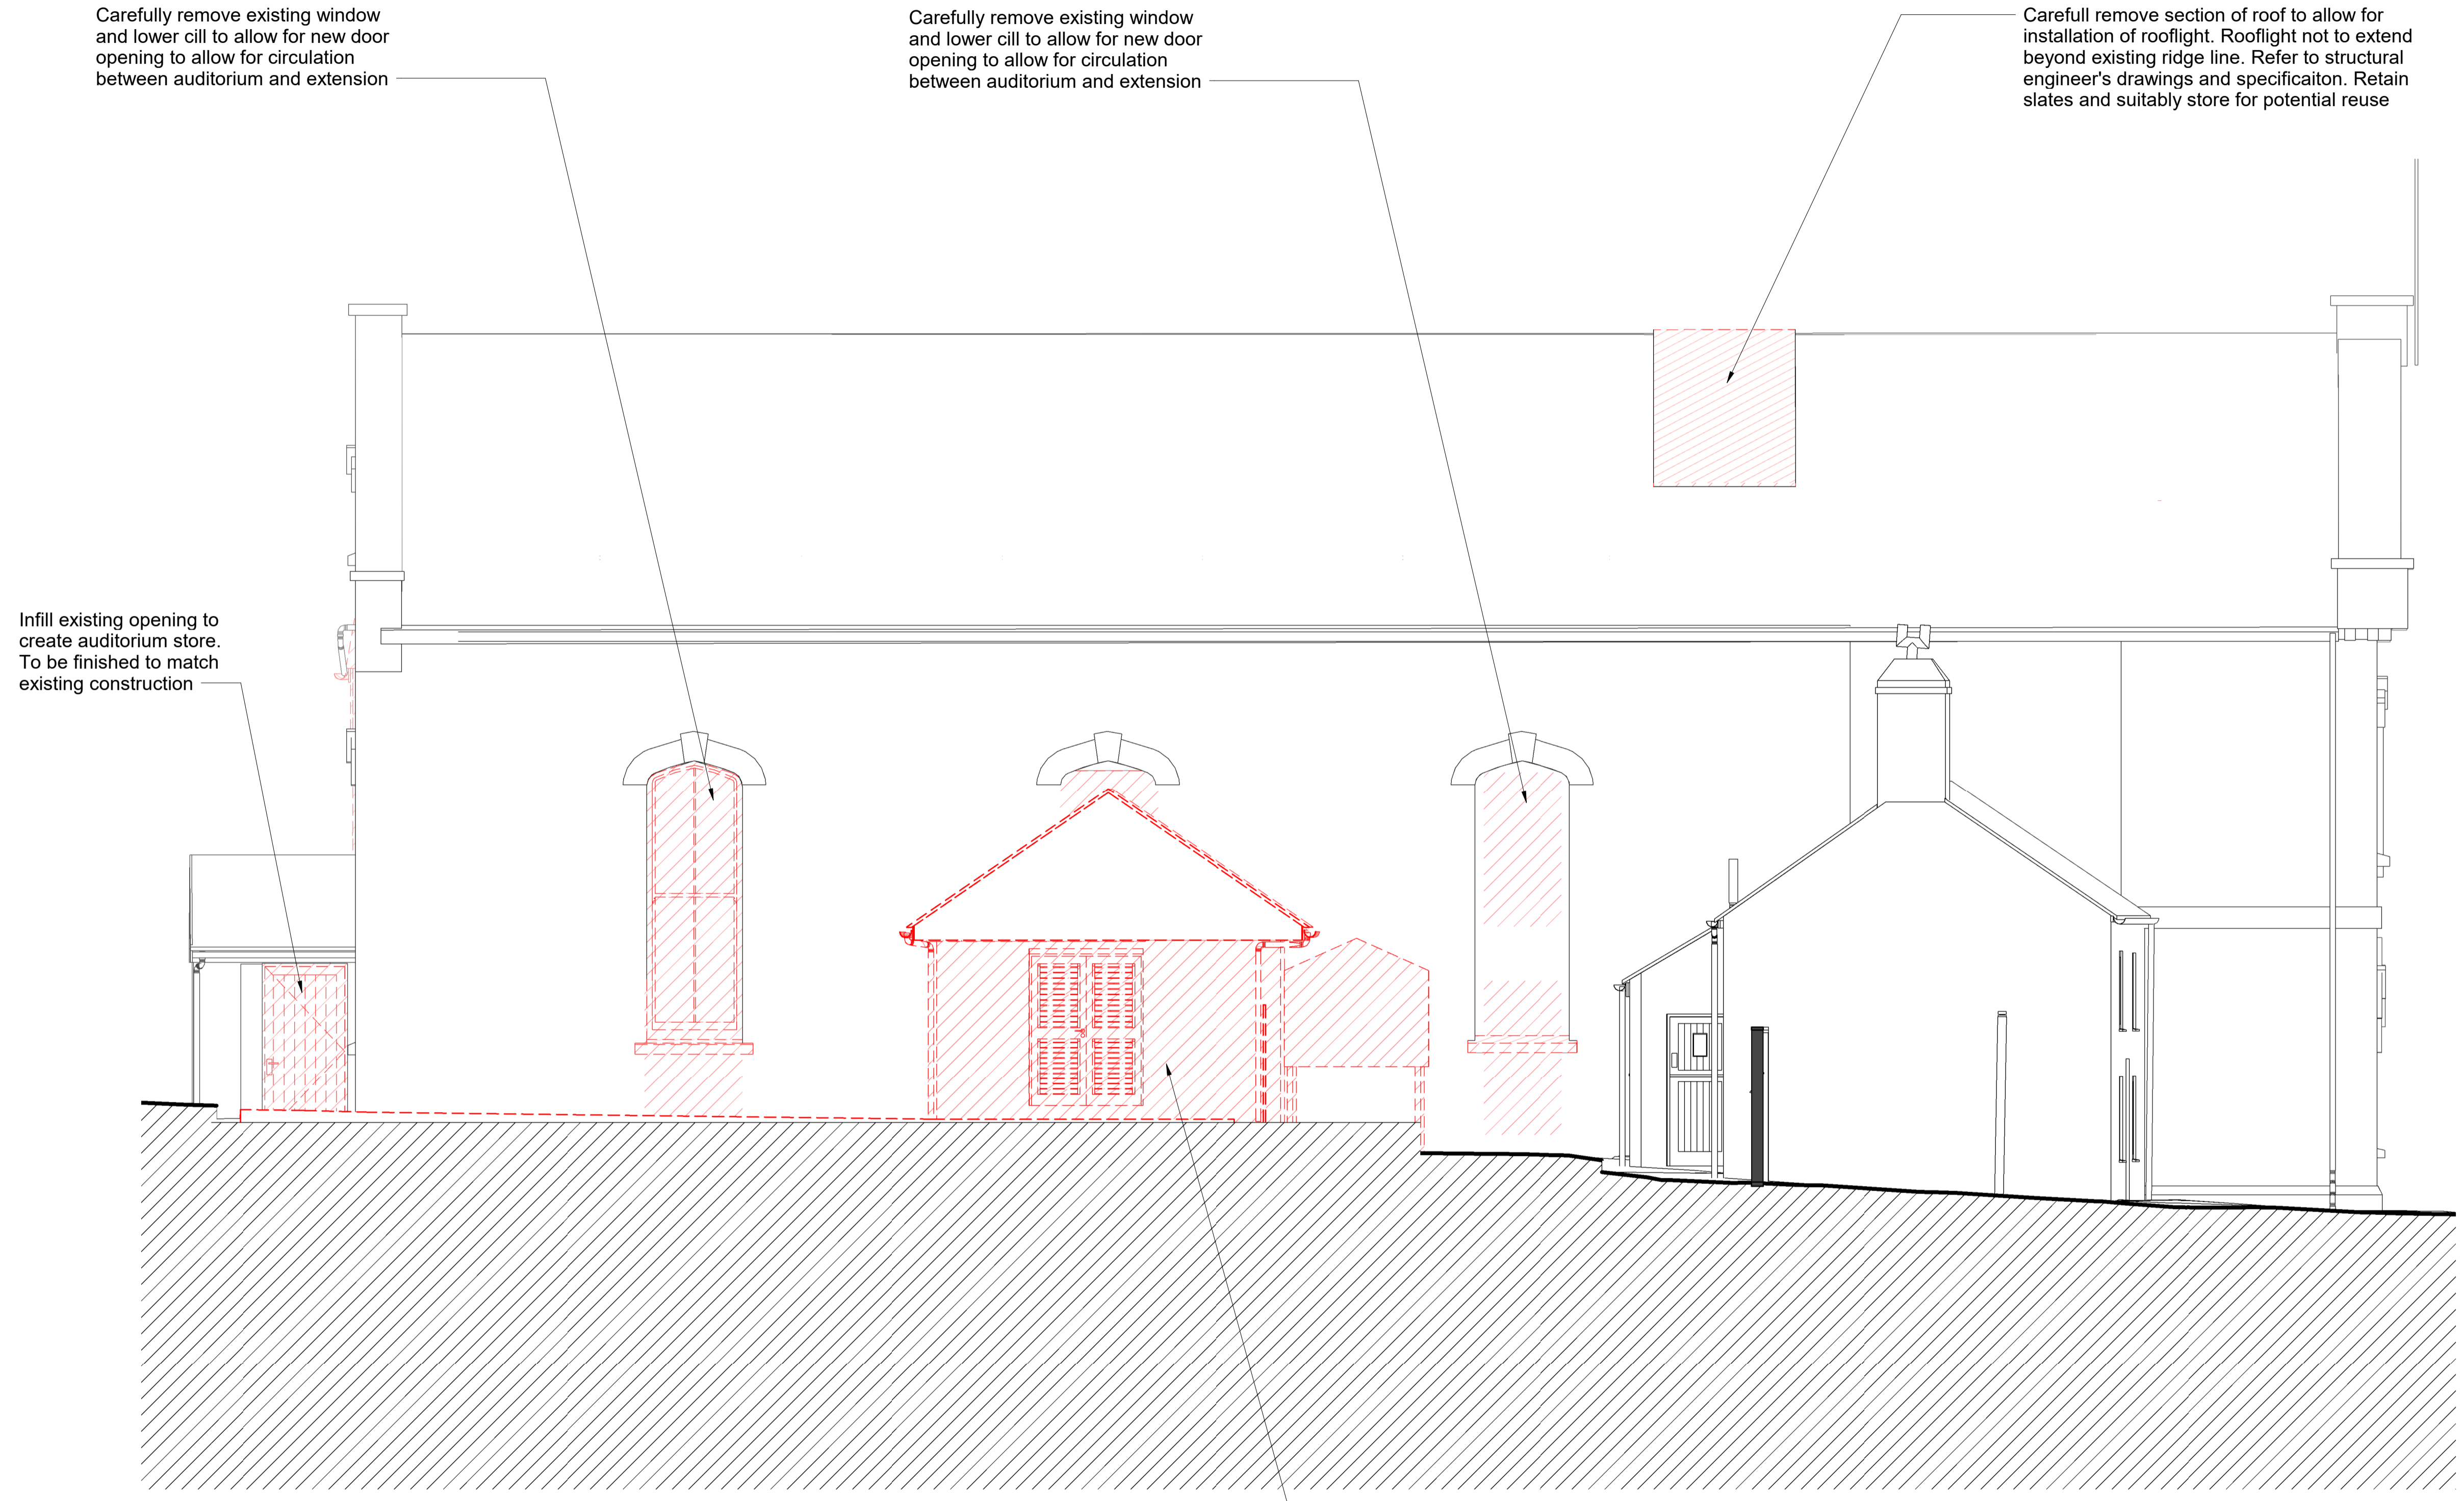 Carefully remove existing window
and lower cill to allow for new door
opening to allow for circulation
between auditorium and extension
Carefully remove existing window
and lower cill to allow for new door
opening to allow for circulation
between auditorium and extension
Carefull remove section of roof to allow for
installation of rooflight. Rooflight not to extend
beyond existing ridge line. Refer to structural
engineer's drawings and specificaiton. Retain
slates and suitably store for potential reuse
Infill existing opening to
create auditorium store.
To be finished to match
existing construction